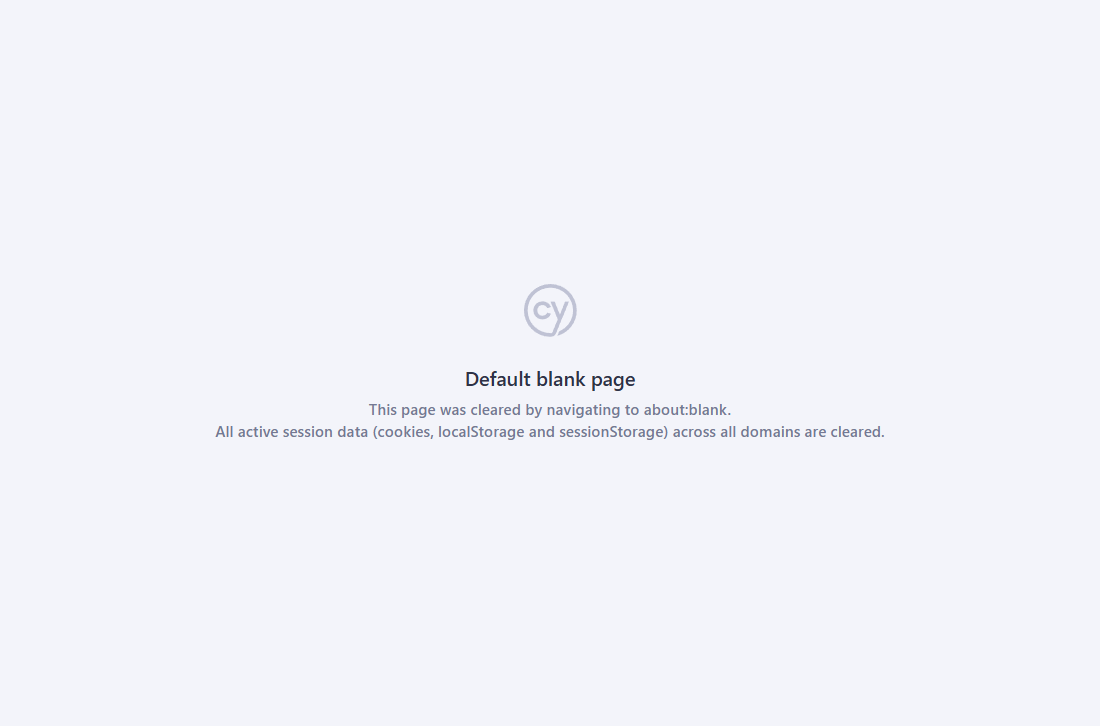 cy
Default blank page
This page was cleared by navigating to about:blank.
All active session data (cookies, localStorage and sessionStorage) across all domains are cleared.